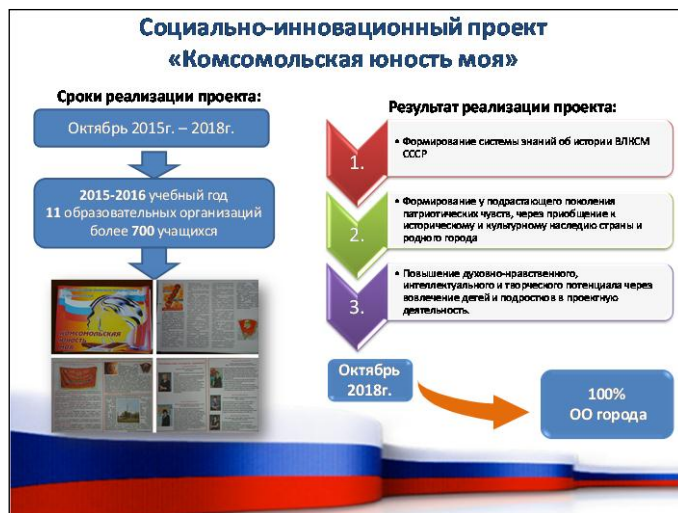 Социально-инновационный проект
«Комсомольская юность моя»
Сроки реализации проекта:
Октябрь 2015г. – 2018г.
2015-2016 учебный год
11 образовательных организаций
более 700 учащихся
КОМСОМОЛЬСКАЯ
ЮНОСТЬ
МОЯ
Результат реализации проекта:
1.
• Формирование системы знаний об истории ВЛКСМ
СССР
2.
• Формирование у подрастающего поколения
патриотических чувств, через приобщение к
историческому и культурному наследию страны и
родного города
3.
• Повышение духовно-нравственного,
интеллектуального и творческого потенциала через
вовлечение детей и подростков в проектную
деятельность.
Октябрь
2018г.
100%
ОО города